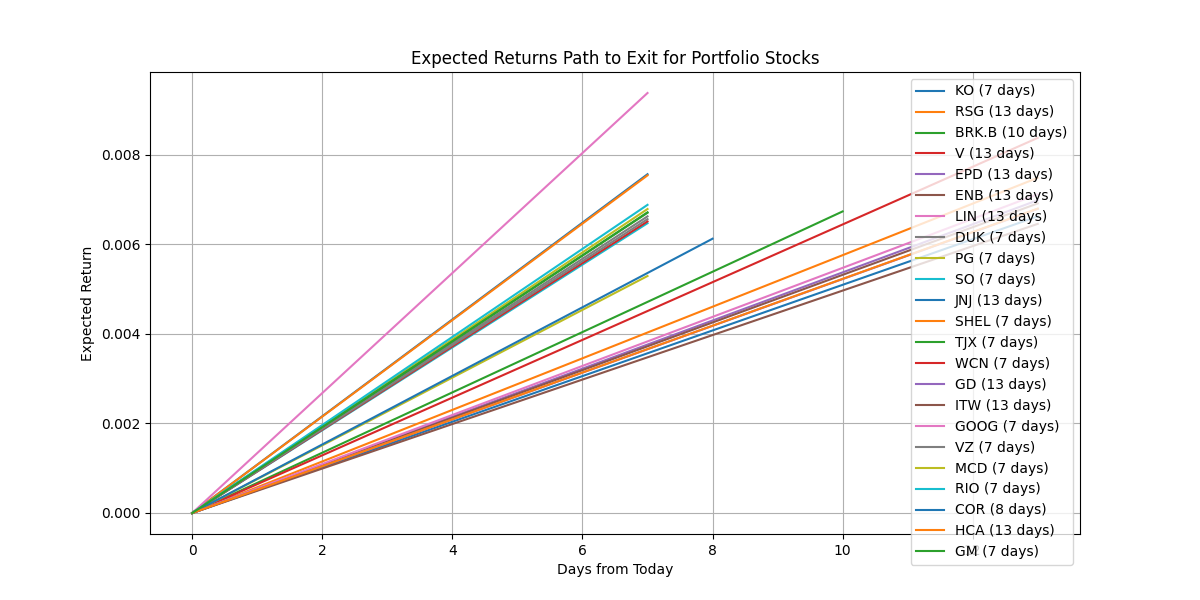 Expected Returns Path to Exit for Portfolio Stocks
Expected Return
0.008
0.006
0.004
0.002
0.000
0
2
4
6
8
10
12
Days from Today
KO (7 days)
RSG (13 days)
BRK.B (10 days)
V (13 days)
EPD (13 days)
ENB (13 days)
LIN (13 days)
DUK (7 days)
PG (7 days)
SO (7 days)
JNJ (13 days)
SHEL (7 days)
TJX (7 days)
WCN (7 days)
GD (13 days)
ITW (13 days)
GOOG (7 days)
VZ (7 days)
MCD (7 days)
RIO (7 days)
COR (8 days)
HCA (13 days)
GM (7 days)